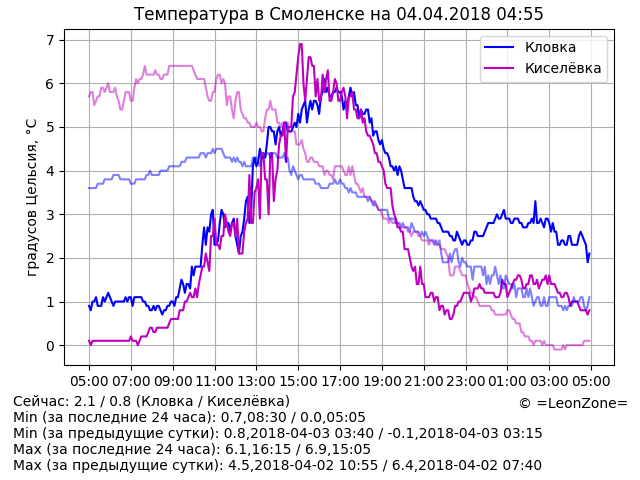 Температура в Смоленске на 04.04.2018 04:55
7
6
5
4
3
2
1
0
градусов Цельсия, °C
Кловка
Киселёвка
05:00 07:00 09:00 11:00 13:00 15:00 17:00 19:00 21:00 23:00 01:00 03:00 05:00
Сейчас: 2.1 / 0.8 (Кловка / Киселёвка)
© =LeonZone=
Min (за последние 24 часа): 0.7,08:30 / 0.0,05:05
Min (за предыдущие сутки): 0.8,2018-04-03 03:40 / -0.1,2018-04-03 03:15
Max (за последние 24 часа): 6.1,16:15 / 6.9,15:05
Max (за предыдущие сутки): 4.5,2018-04-02 10:55 / 6.4,2018-04-02 07:40